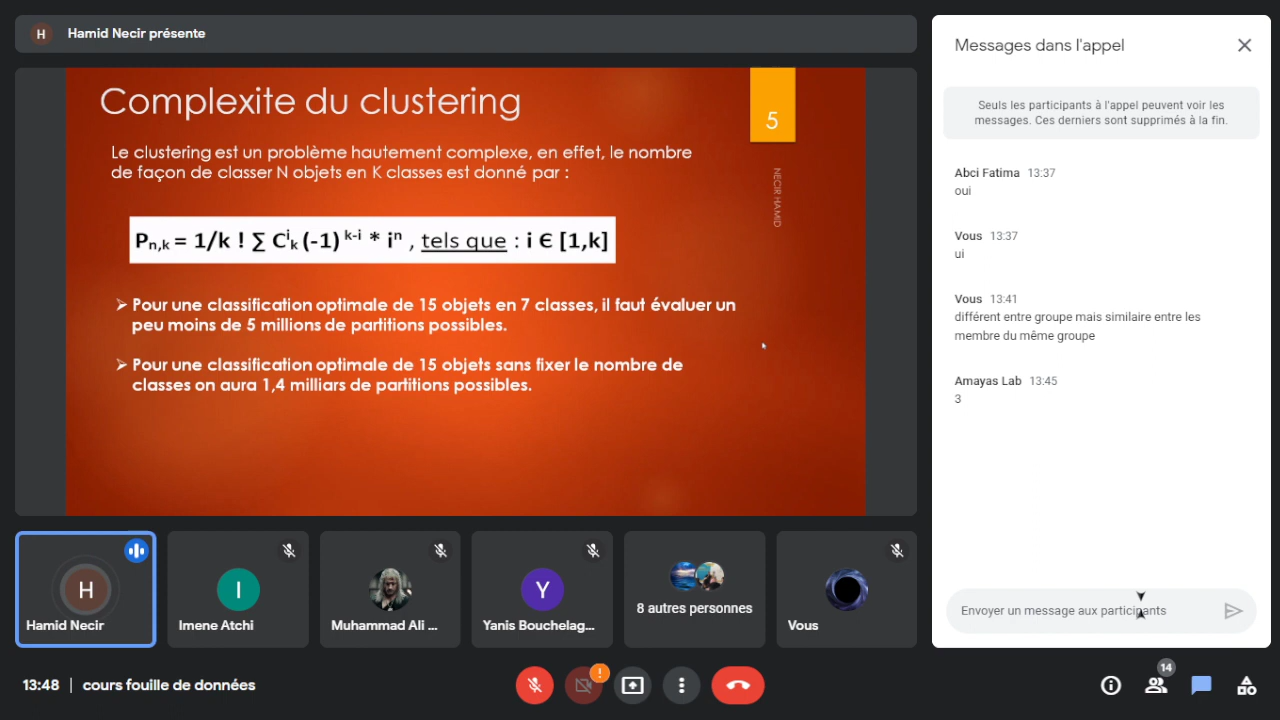 H
Hamid Necir présente
Complexite du clustering
5
NECIR HAMID
Le clustering est un problème hautement complexe, en effet, le nombre
de façon de classer N objets en K classes est donné par :
Pn,k = 1/k ! ∑ Cik (-1) k-i * in , tels que : i Є [1,k]
➢ Pour une classification optimale de 15 objets en 7 classes, il faut évaluer un
peu moins de 5 millions de partitions possibles.
➢ Pour une classification optimale de 15 objets sans fixer le nombre de
classes on aura 1,4 milliars de partitions possibles.
H
Hamid Necir
I
Imene Atchi
Muhammad Ali ...
Y
Yanis Bouchelag...
8 autres personnes
Vous
13:48 | cours fouille de données
!
14
Messages dans l'appel
Seuls les participants à l'appel peuvent voir les
messages. Ces derniers sont supprimés à la fin.
Abci Fatima 13:37
oui
Vous 13:37
ui
Vous 13:41
différent entre groupe mais similaire entre les
membre du même groupe
Amayas Lab 13:45
3
Envoyer un message aux participants